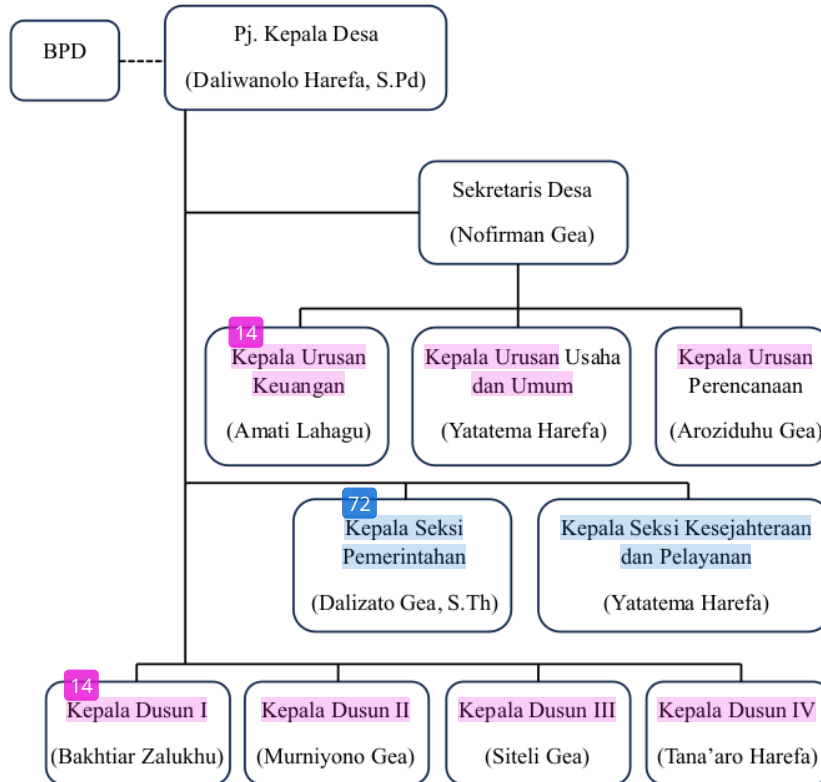 BPD
Pj. Kepala Desa
(Daliwanolo Harefa, S.Pd)
Sekretaris Desa
(Nofirman Gea)
14
Kepala Urusan
Keuangan
(Amati Lahagu)
Kepala Urusan Usaha
dan Umum
(Yatatema Harefa)
Kepala Urusan
Perencanaan
(Aroziduhu Gea)
72
Kepala Seksi
Pemerintahan
(Dalizato Gea, S.Th)
Kepala Seksi Kesejahteraan
dan Pelayanan
(Yatatema Harefa)
14
Kepala Dusun I
(Bakhtiar Zalukhu)
Kepala Dusun II
(Murniyono Gea)
Kepala Dusun III
(Siteli Gea)
Kepala Dusun IV
(Tana’aro Harefa)